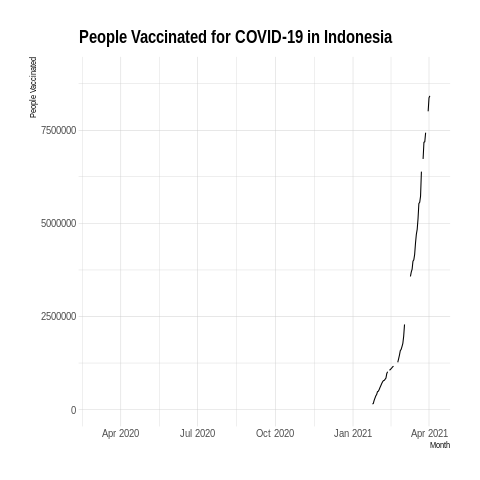 People Vaccinated for COVID-19 in Indonesia
People Vaccinated
7500000
5000000
2500000
0
Apr 2020
Jul 2020
Oct 2020
Jan 2021
Apr 2021
Month